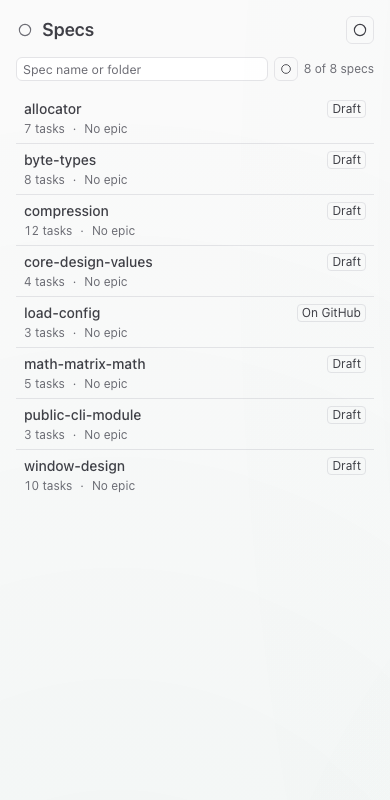 Specs
Spec name or folder
8 of 8 specs
allocator
Draft
7 tasks · No epic
byte-types
Draft
8 tasks · No epic
compression
Draft
12 tasks · No epic
core-design-values
Draft
4 tasks · No epic
load-config
On GitHub
3 tasks · No epic
math-matrix-math
Draft
5 tasks · No epic
public-cli-module
Draft
3 tasks · No epic
window-design
Draft
10 tasks · No epic